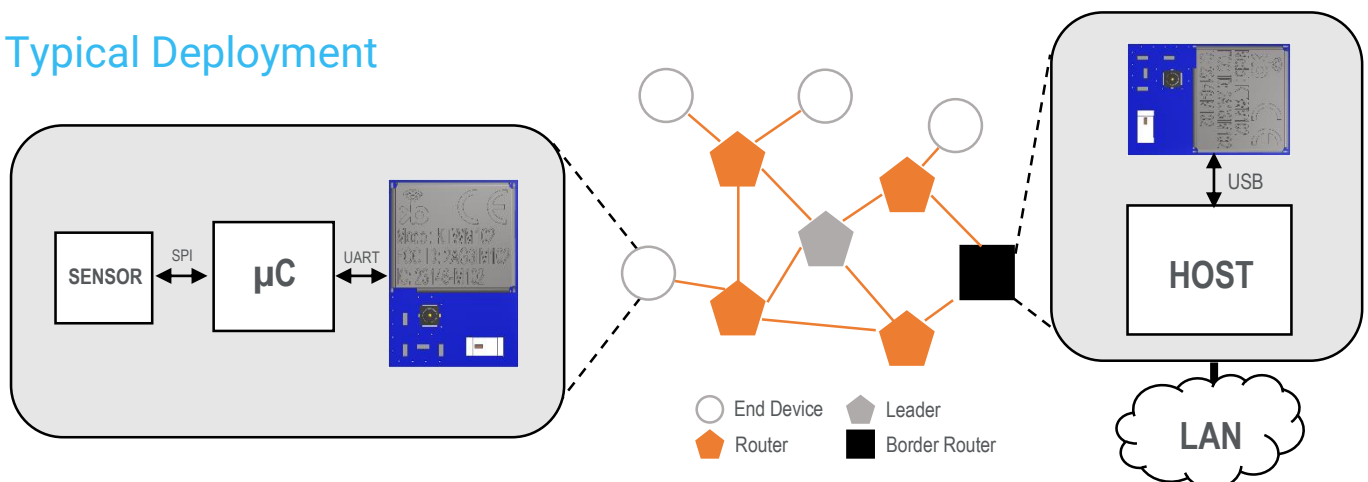 Typical Deployment
SENSOR
SPI
µC
UART
USB
HOST
LAN
End Device
Leader
Router
Border Router